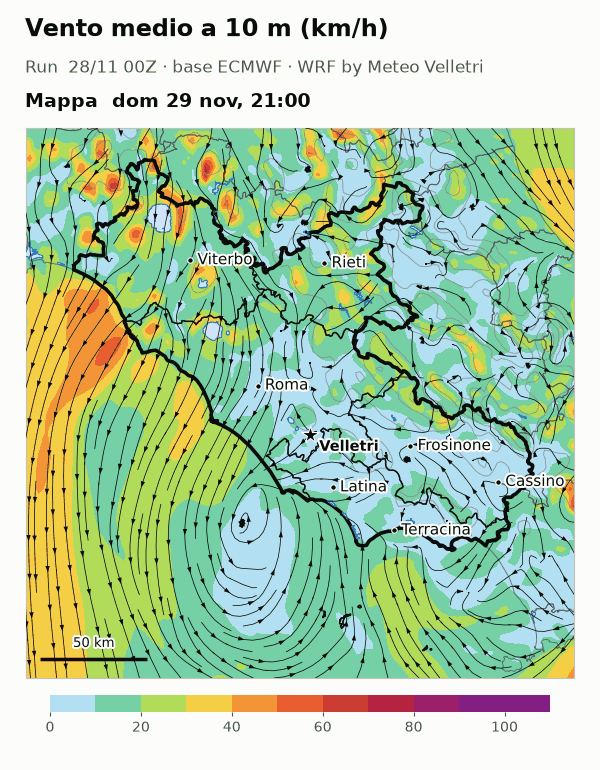 Vento medio a 10 m (km/h)
Run  28/11 00Z · base ECMWF · WRF by Meteo Velletri
Mappa  dom 29 nov, 21:00
Viterbo
Rieti
Roma
Velletri
Frosinone
Latina
Cassino
Terracina
50 km
0 20 40 60 80 100